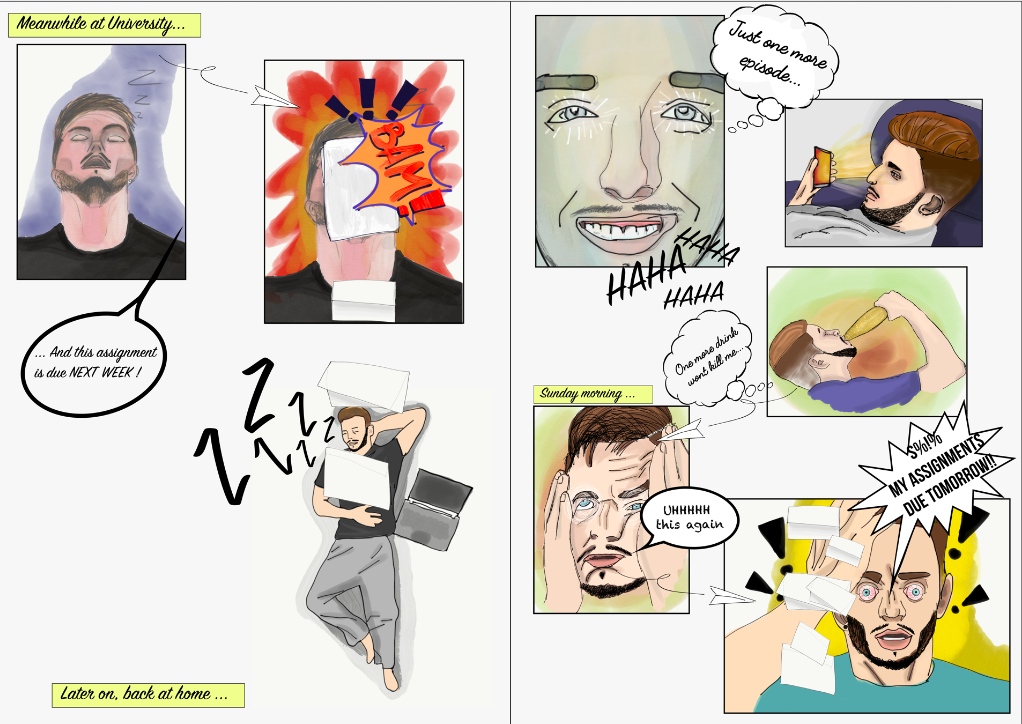 Meanwhile at University...
Z
Z
Z
BAM!
... And this assignment
is due NEXT WEEK !
Z
Z
Z
Z
Z
Z
Later on, back at home ...
Just one more
episode...
HAHA
HAHA
HAHA
One more drink
wont kill me...
Sunday morning ...
UHHHHH
this again
S%!%
MY ASSIGNMENTS
DUE TOMORROW!!